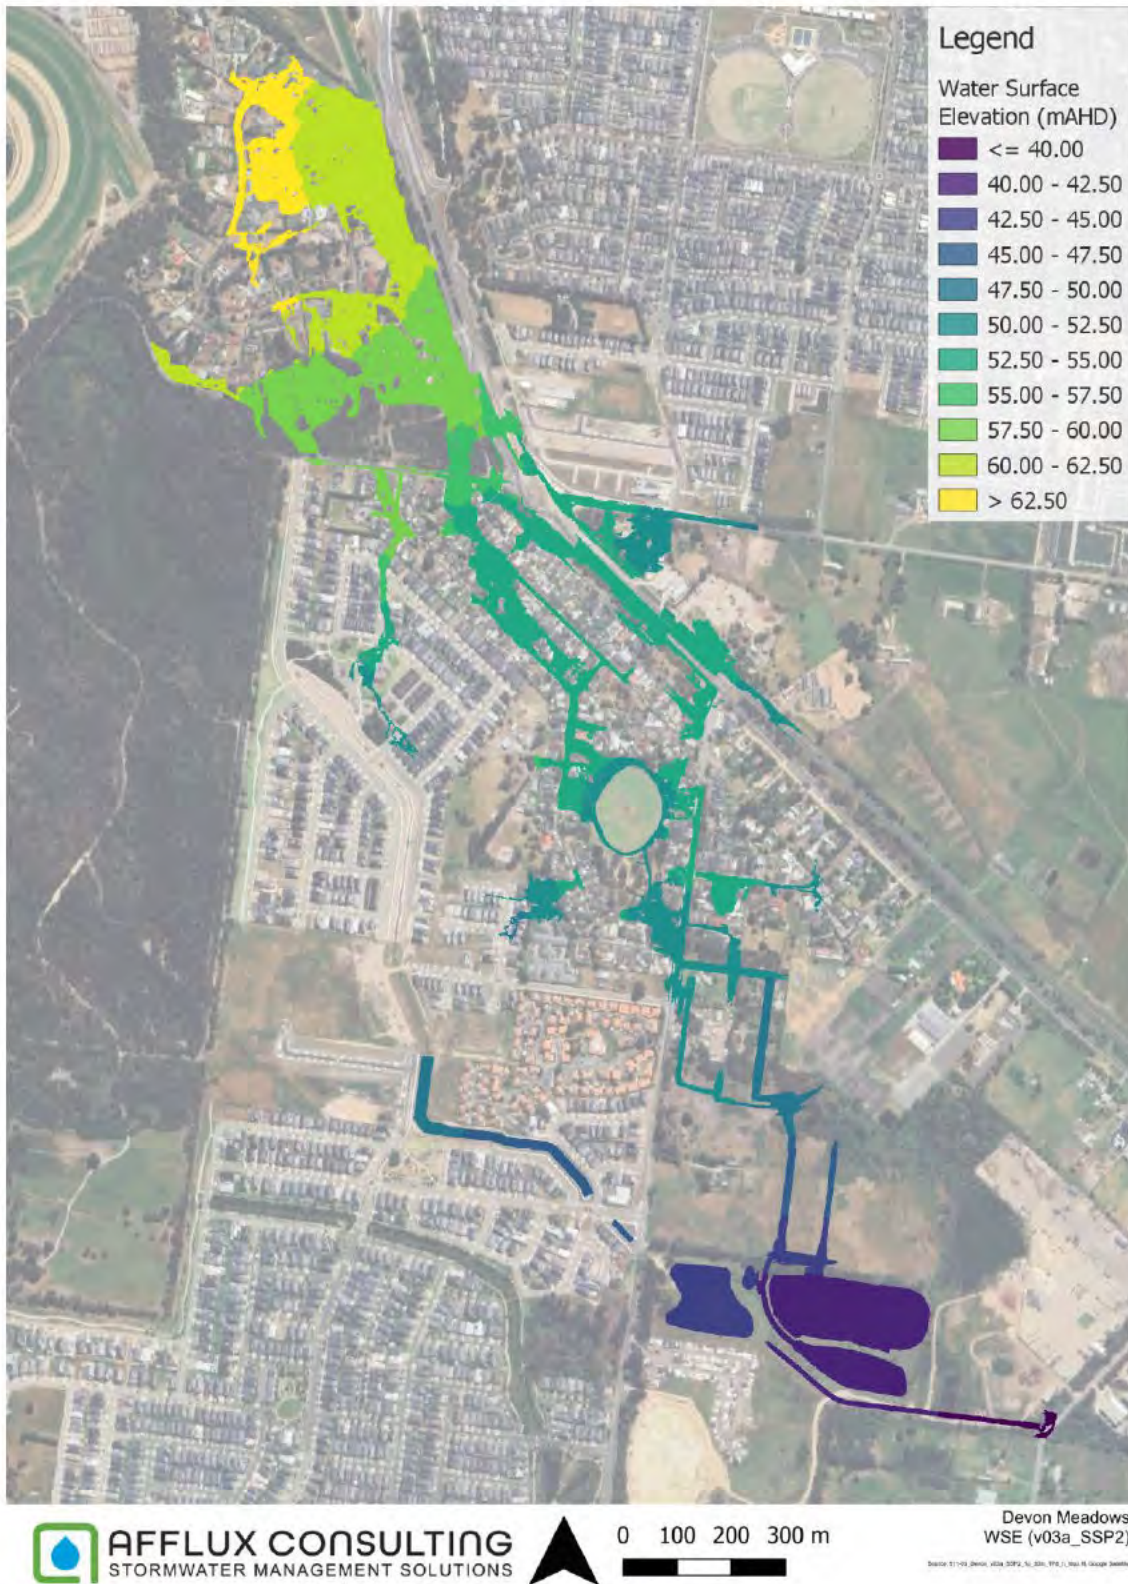 Legend
Water Surface
Elevation (mAHD)
<= 40.00
40.00 - 42.50
42.50 - 45.00
45.00 - 47.50
47.50 - 50.00
50.00 - 52.50
52.50 - 55.00
55.00 - 57.50
57.50 - 60.00
60.00 - 62.50
> 62.50
AFFLUX CONSULTING
STORMWATER MANAGEMENT SOLUTIONS
0 100 200 300 m
Devon Meadows
WSE (v03a_SSP2)